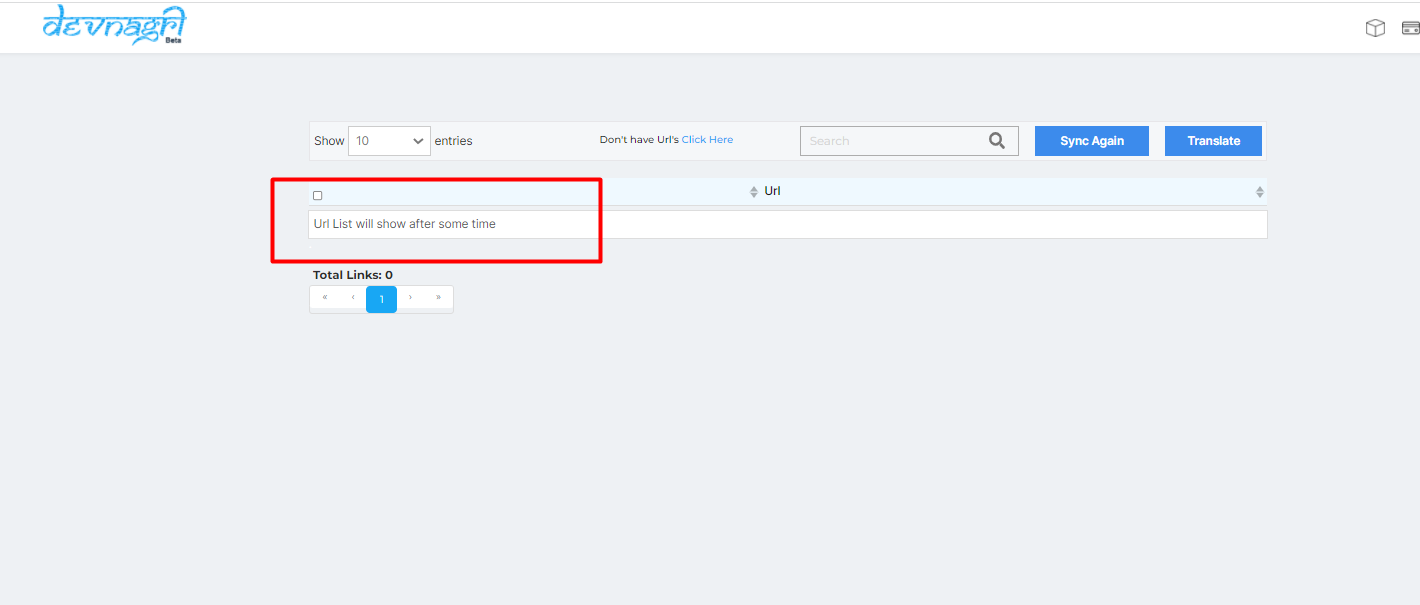 devnagri
Beta
Show 10 entries
Don't have Url's Click Here
Search
Sync Again
Translate
Url
Url List will show after some time
Total Links: 0
« ‹ 1 › »